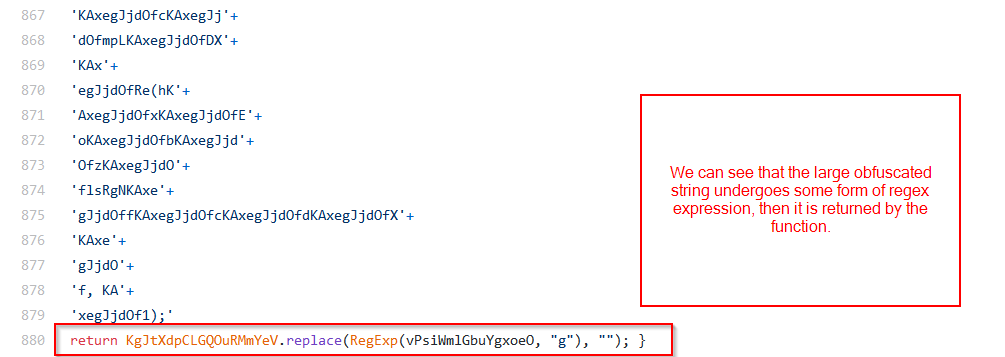 867 'KAxegJjdOfcKAxegJj'+
868 'dOfmpLKAxegJjdOfDX'+
869 'KAx'+
870 'egJjdOfRe(hK'+
871 'AxegJjdOfxKAxegJjdOfE'+
872 'oKAxegJjdOfbKAxegJjd'+
873 'OfzKAxegJjdO'+
874 'flsRgNKAxe'+
875 'gJjdOffKAxegJjdOfcKAxegJjdOfdKAxegJjdOfX'+
876 'KAxe'+
877 'gJjdO'+
878 'f, KA'+
879 'xegJjdOf1);'
880 return KgJtXdpCLGQOuRMmYeV.replace(RegExp(vPsiWmlGbuYgxoeO, "g"), ""); }
We can see that the large obfuscated
string undergoes some form of regex
expression, then it is returned by the
function.